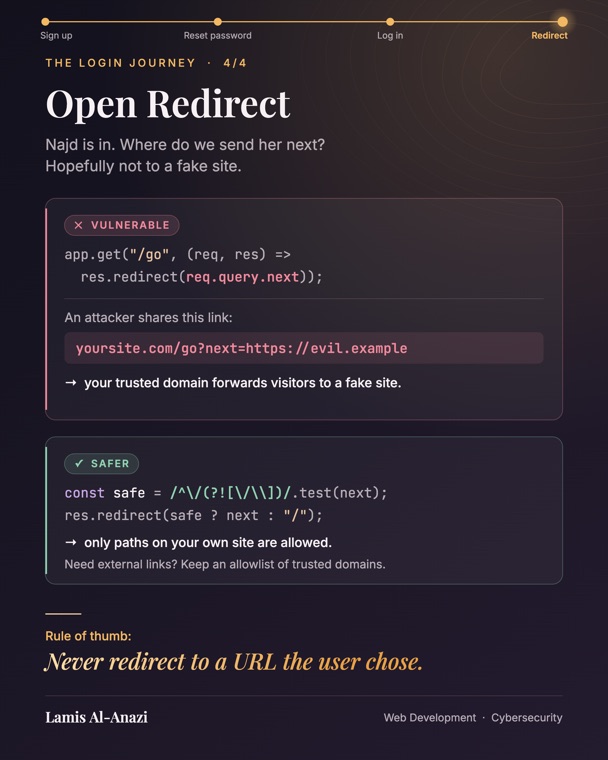 Sign up
Reset password
Log in
Redirect
THE LOGIN JOURNEY · 4/4
Open Redirect
Najd is in. Where do we send her next?
Hopefully not to a fake site.
✕ VULNERABLE
app.get("/go", (req, res) =>
res.redirect(req.query.next));
An attacker shares this link:
yoursite.com/go?next=https://evil.example
→ your trusted domain forwards visitors to a fake site.
✓ SAFER
const safe = /^\/(?![\/\\])/.test(next);
res.redirect(safe ? next : "/");
→ only paths on your own site are allowed.
Need external links? Keep an allowlist of trusted domains.
Rule of thumb:
Never redirect to a URL the user chose.
Lamis Al-Anazi
Web Development · Cybersecurity